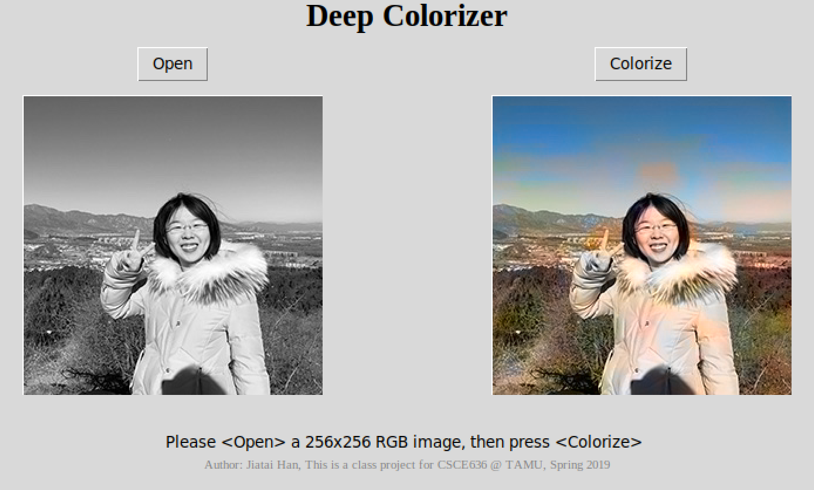 Deep Colorizer
Open
Colorize
Please <Open> a 256x256 RGB image, then press <Colorize>
Author: Jiatai Han, This is a class project for CSCE636 @ TAMU, Spring 2019